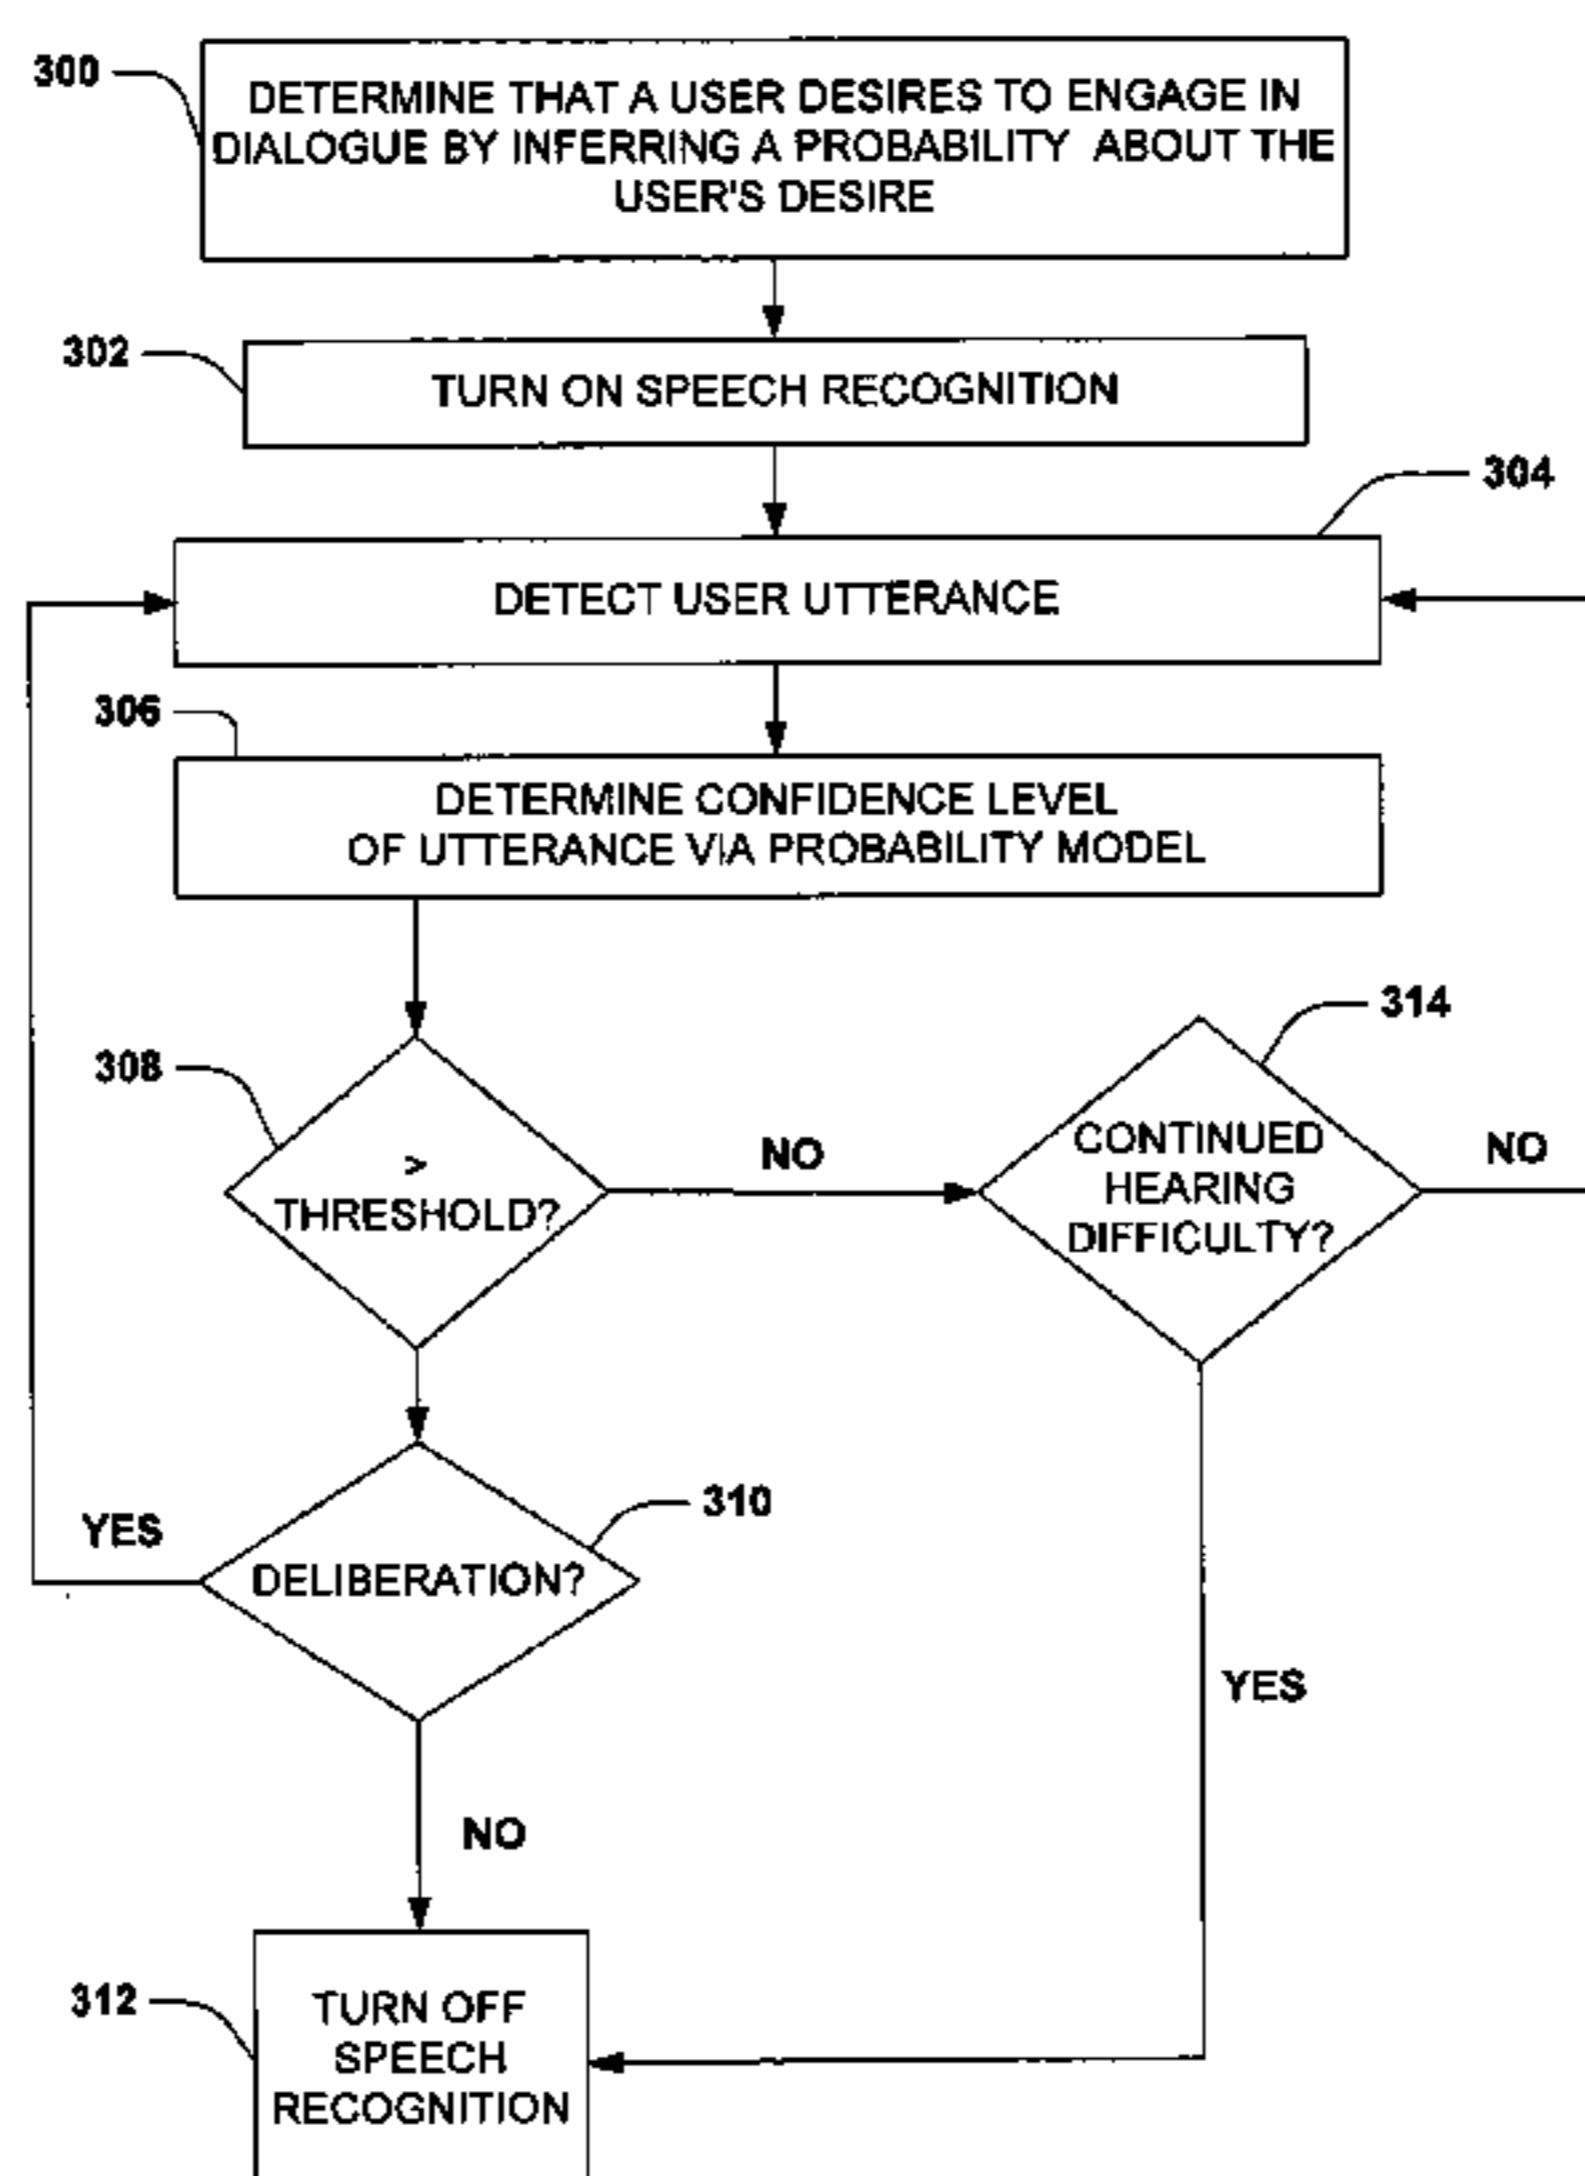 300
DETERMINE THAT A USER DESIRES TO ENGAGE IN
DIALOGUE BY INFERRING A PROBABILITY ABOUT THE
USER'S DESIRE
302
TURN ON SPEECH RECOGNITION
304
DETECT USER UTTERANCE
306
DETERMINE CONFIDENCE LEVEL
OF UTTERANCE VIA PROBABILITY MODEL
308
>
THRESHOLD?
NO
314
CONTINUED
HEARING
DIFFICULTY?
NO
YES
310
DELIBERATION?
YES
NO
312
TURN OFF
SPEECH
RECOGNITION